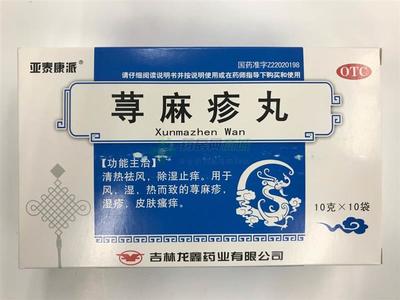 国药准字Z22020198
亚泰康派®
请仔细阅读说明书并按说明使用或在药师指导下购买和使用
OTC
荨麻疹丸
Xunmazhen Wan
【功能主治】
清热祛风，除湿止痒。用于
风，湿，热而致的荨麻疹，
湿疹，皮肤瘙痒。
10克×10袋
吉林龙鑫药业有限公司